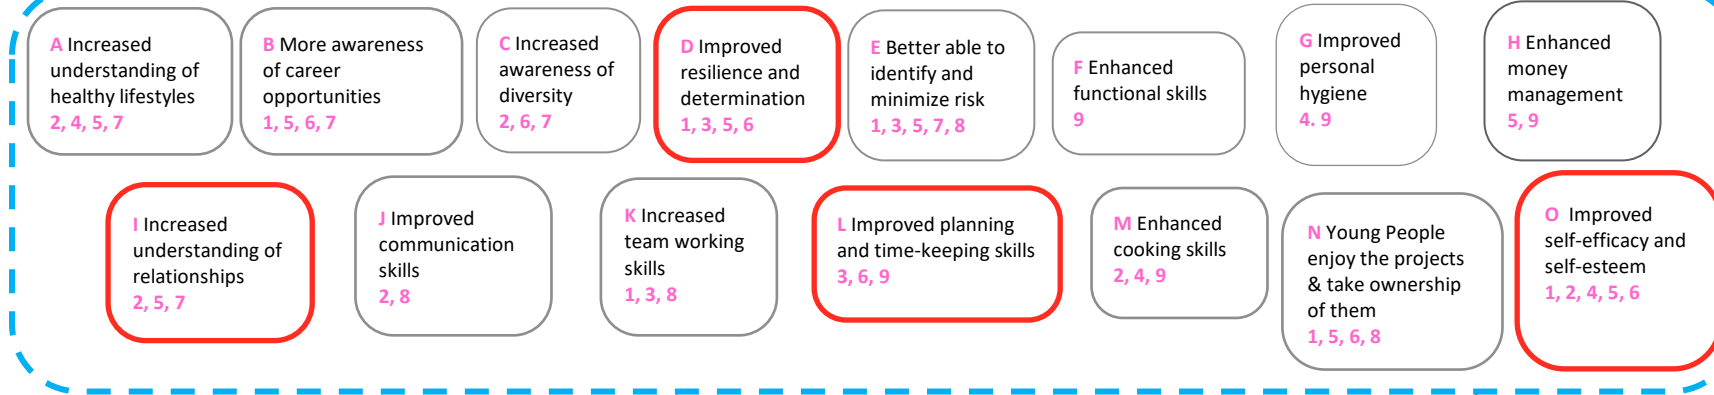 A Increased
understanding of
healthy lifestyles
2, 4, 5, 7
B More awareness
of career
opportunities
1, 5, 6, 7
C Increased
awareness of
diversity
2, 6, 7
D Improved
resilience and
determination
1, 3, 5, 6
E Better able to
identify and
minimize risk
1, 3, 5, 7, 8
F Enhanced
functional skills
9
G Improved
personal
hygiene
4. 9
H Enhanced
money
management
5, 9
I Increased
understanding of
relationships
2, 5, 7
J Improved
communication
skills
2, 8
K Increased
team working
skills
1, 3, 8
L Improved planning
and time-keeping skills
3, 6, 9
M Enhanced
cooking skills
2, 4, 9
N Young People
enjoy the projects
& take ownership
of them
1, 5, 6, 8
O Improved
self-efficacy and
self-esteem
1, 2, 4, 5, 6